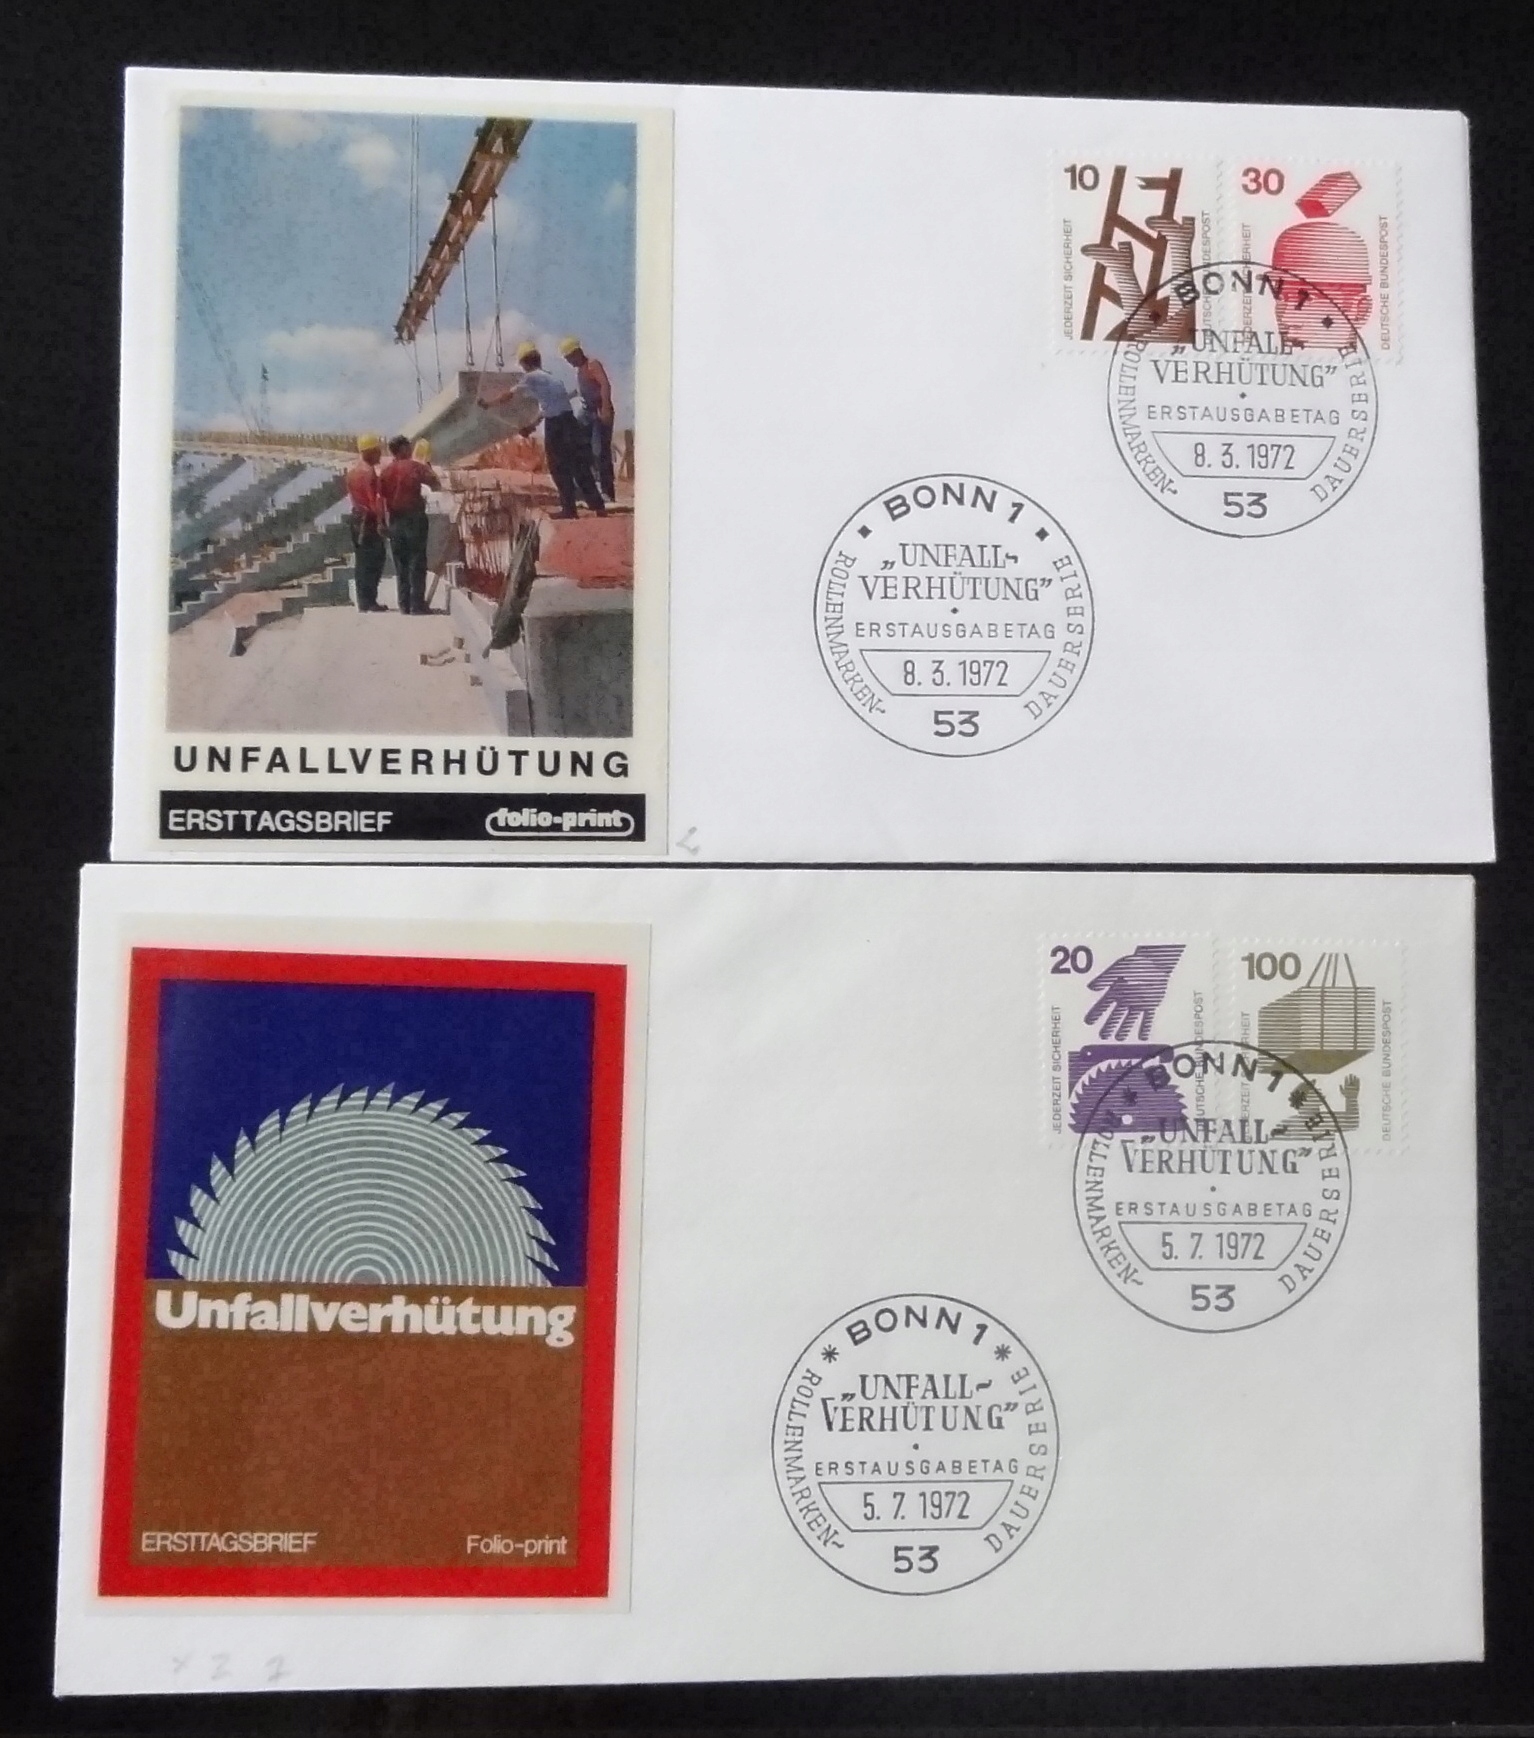 10
JEDERZEIT SICHERHEIT
30
DEUTSCHE BUNDESPOST
BONN 1
„UNFALL-
VERHÜTUNG”
ERSTAUSGABETAG
8. 3. 1972
53
ROLLENMARKEN-
DAUERSERIE
BONN 1
„UNFALL-
VERHÜTUNG”
ERSTAUSGABETAG
8. 3. 1972
53
ROLLENMARKEN-
DAUERSERIE
UNFALLVERHÜTUNG
ERSTTAGSBRIEF
folio-print
20
JEDERZEIT SICHERHEIT
100
DEUTSCHE BUNDESPOST
BONN 1
„UNFALL-
VERHÜTUNG”
ERSTAUSGABETAG
5. 7. 1972
53
ROLLENMARKEN-
DAUERSERIE
Unfallverhütung
ERSTTAGSBRIEF
Folio-print
BONN 1
„UNFALL-
VERHÜTUNG”
ERSTAUSGABETAG
5. 7. 1972
53
ROLLENMARKEN-
DAUERSERIE